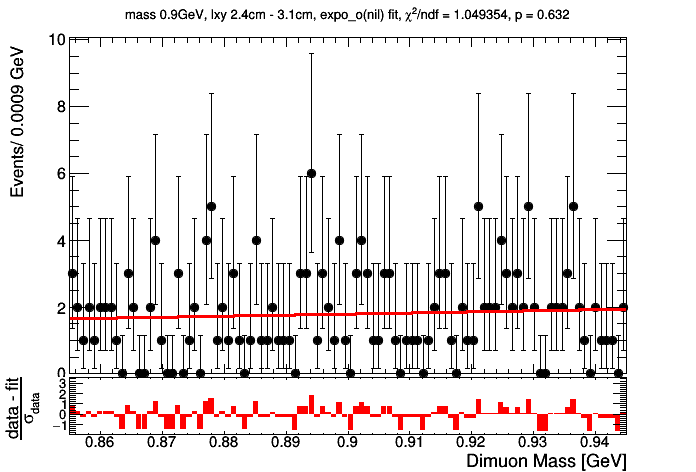 mass 0.9GeV, lxy 2.4cm - 3.1cm, expo_o(nil) fit, χ²/ndf = 1.049354, p = 0.632
Events/ 0.0009 GeV
10
8
6
4
2
0
data - fit
σdata
3
2
1
0
−1
0.86 0.87 0.88 0.89 0.9 0.91 0.92 0.93 0.94
Dimuon Mass [GeV]